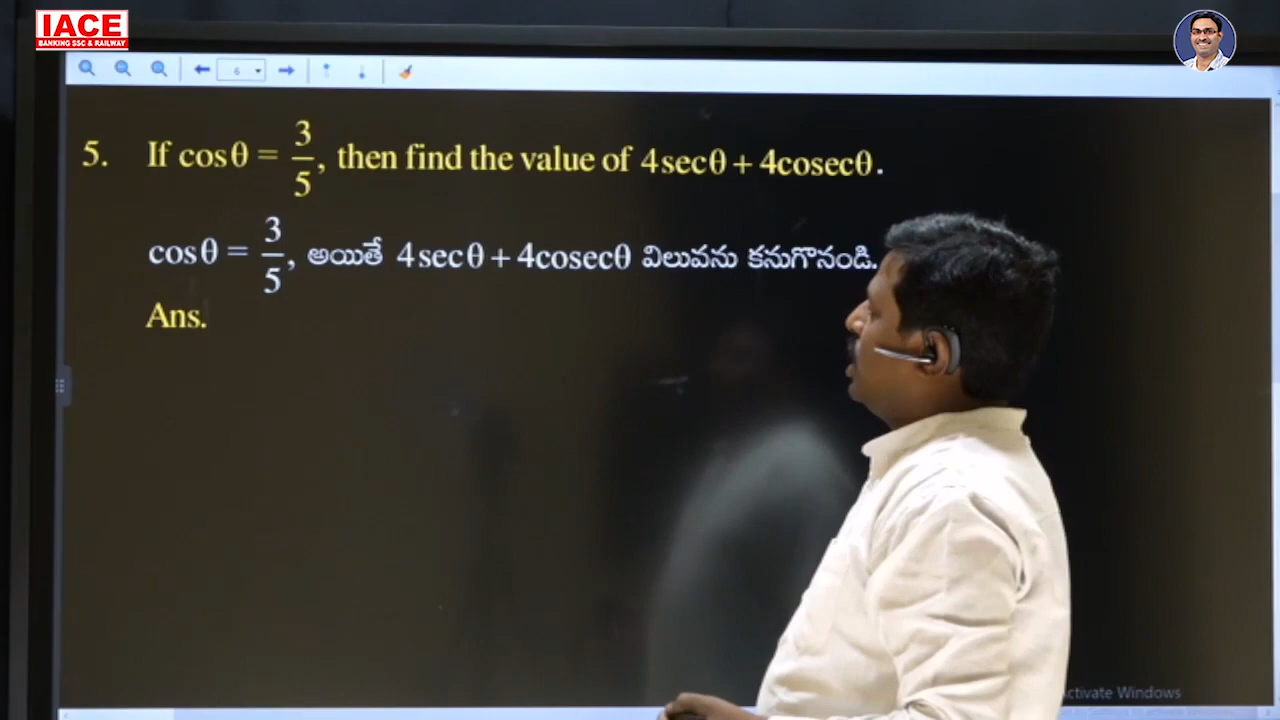 IACE
BANKING SSC & RAILWAY
6
5. If cosθ = 3/5, then find the value of 4secθ + 4cosecθ.
cosθ = 3/5, అయితే 4secθ + 4cosecθ విలువను కనుగొనండి.
Ans.
Activate Windows